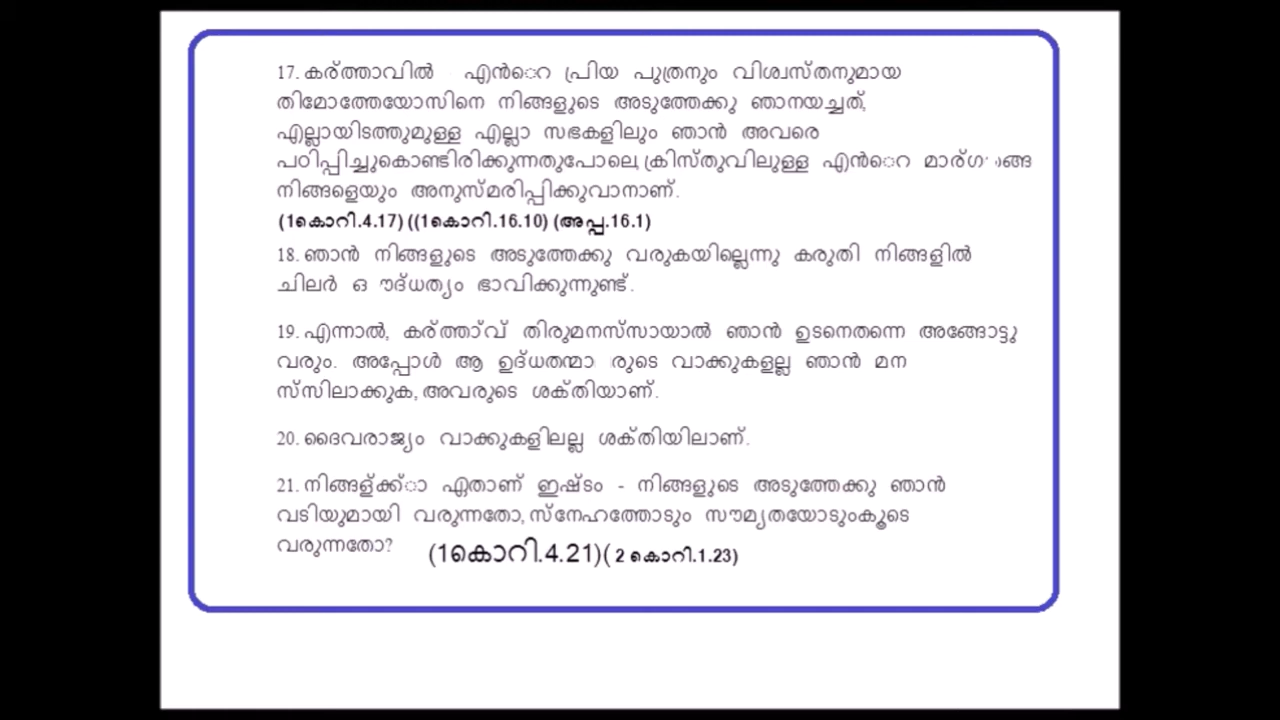 17. കര്ത്താവില്‍ എന്‍റെ പ്രിയ പുത്രനും വിശ്വസ്തനുമായ
തിമോത്തേയോസിനെ നിങ്ങളുടെ അടുത്തേക്കു ഞാനയച്ചത്,
എല്ലായിടത്തുമുള്ള എല്ലാ സഭകളിലും ഞാന്‍ അവരെ
പഠിപ്പിച്ചുകൊണ്ടിരിക്കുന്നതുപോലെ, ക്രിസ്തുവിലുള്ള എന്‍റെ
നിങ്ങളെയും അനുസ്മരിപ്പിക്കുവാനാണ്.
(1കൊറി.4.17) ((1കൊറി.16.10) (അപ്പ.16.1)
18. ഞാന്‍ നിങ്ങളുടെ അടുത്തേക്കു വരുകയില്ലെന്നു കരുതി നിങ്ങളില്‍
ചിലര്‍ ഒ ൗദ്ധത്യം ഭാവിക്കുന്നുണ്ട്.
19. എന്നാല്‍, കര്ത്താ്വ് തിരുമനസ്സായാല്‍ ഞാന്‍ ഉടനെതന്നെ അങ്ങോട്ടു
വരും. അപ്പോള്‍ ആ ഉദ്ധതന്മാ രുടെ വാക്കുകളല്ല ഞാന്‍ മന
സ്സിലാക്കുക, അവരുടെ ശക്തിയാണ്.
20. ദൈവരാജ്യം വാക്കുകളിലല്ല ശക്തിയിലാണ്.
21. നിങ്ങള്ക്ക്ാ ഏതാണ് ഇഷ്ടം - നിങ്ങളുടെ അടുത്തേക്കു ഞാന്‍
വടിയുമായി വരുന്നതോ, സ്നേഹത്തോടും സൗമ്യതയോടുംകൂടെ
വരുന്നതോ? (1കൊറി.4.21)( 2 കൊറി.1.23)